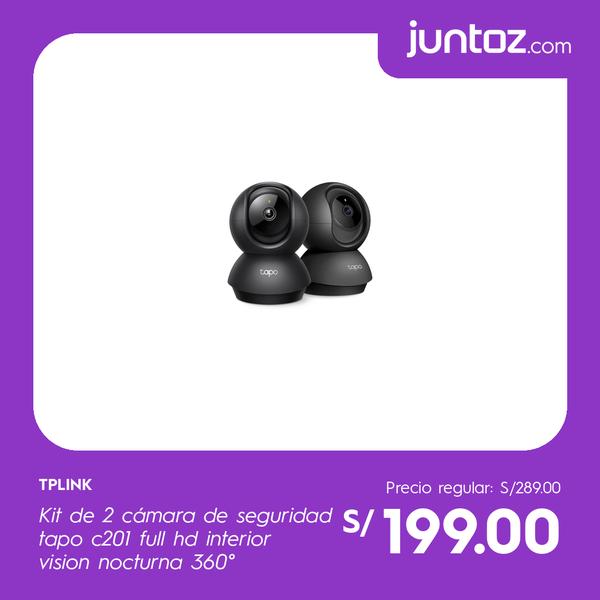 juntoz.com
tapo
tapo
TPLINK
Precio regular: S/289.00
Kit de 2 cámara de seguridad
tapo c201 full hd interior
vision nocturna 360°
S/199.00